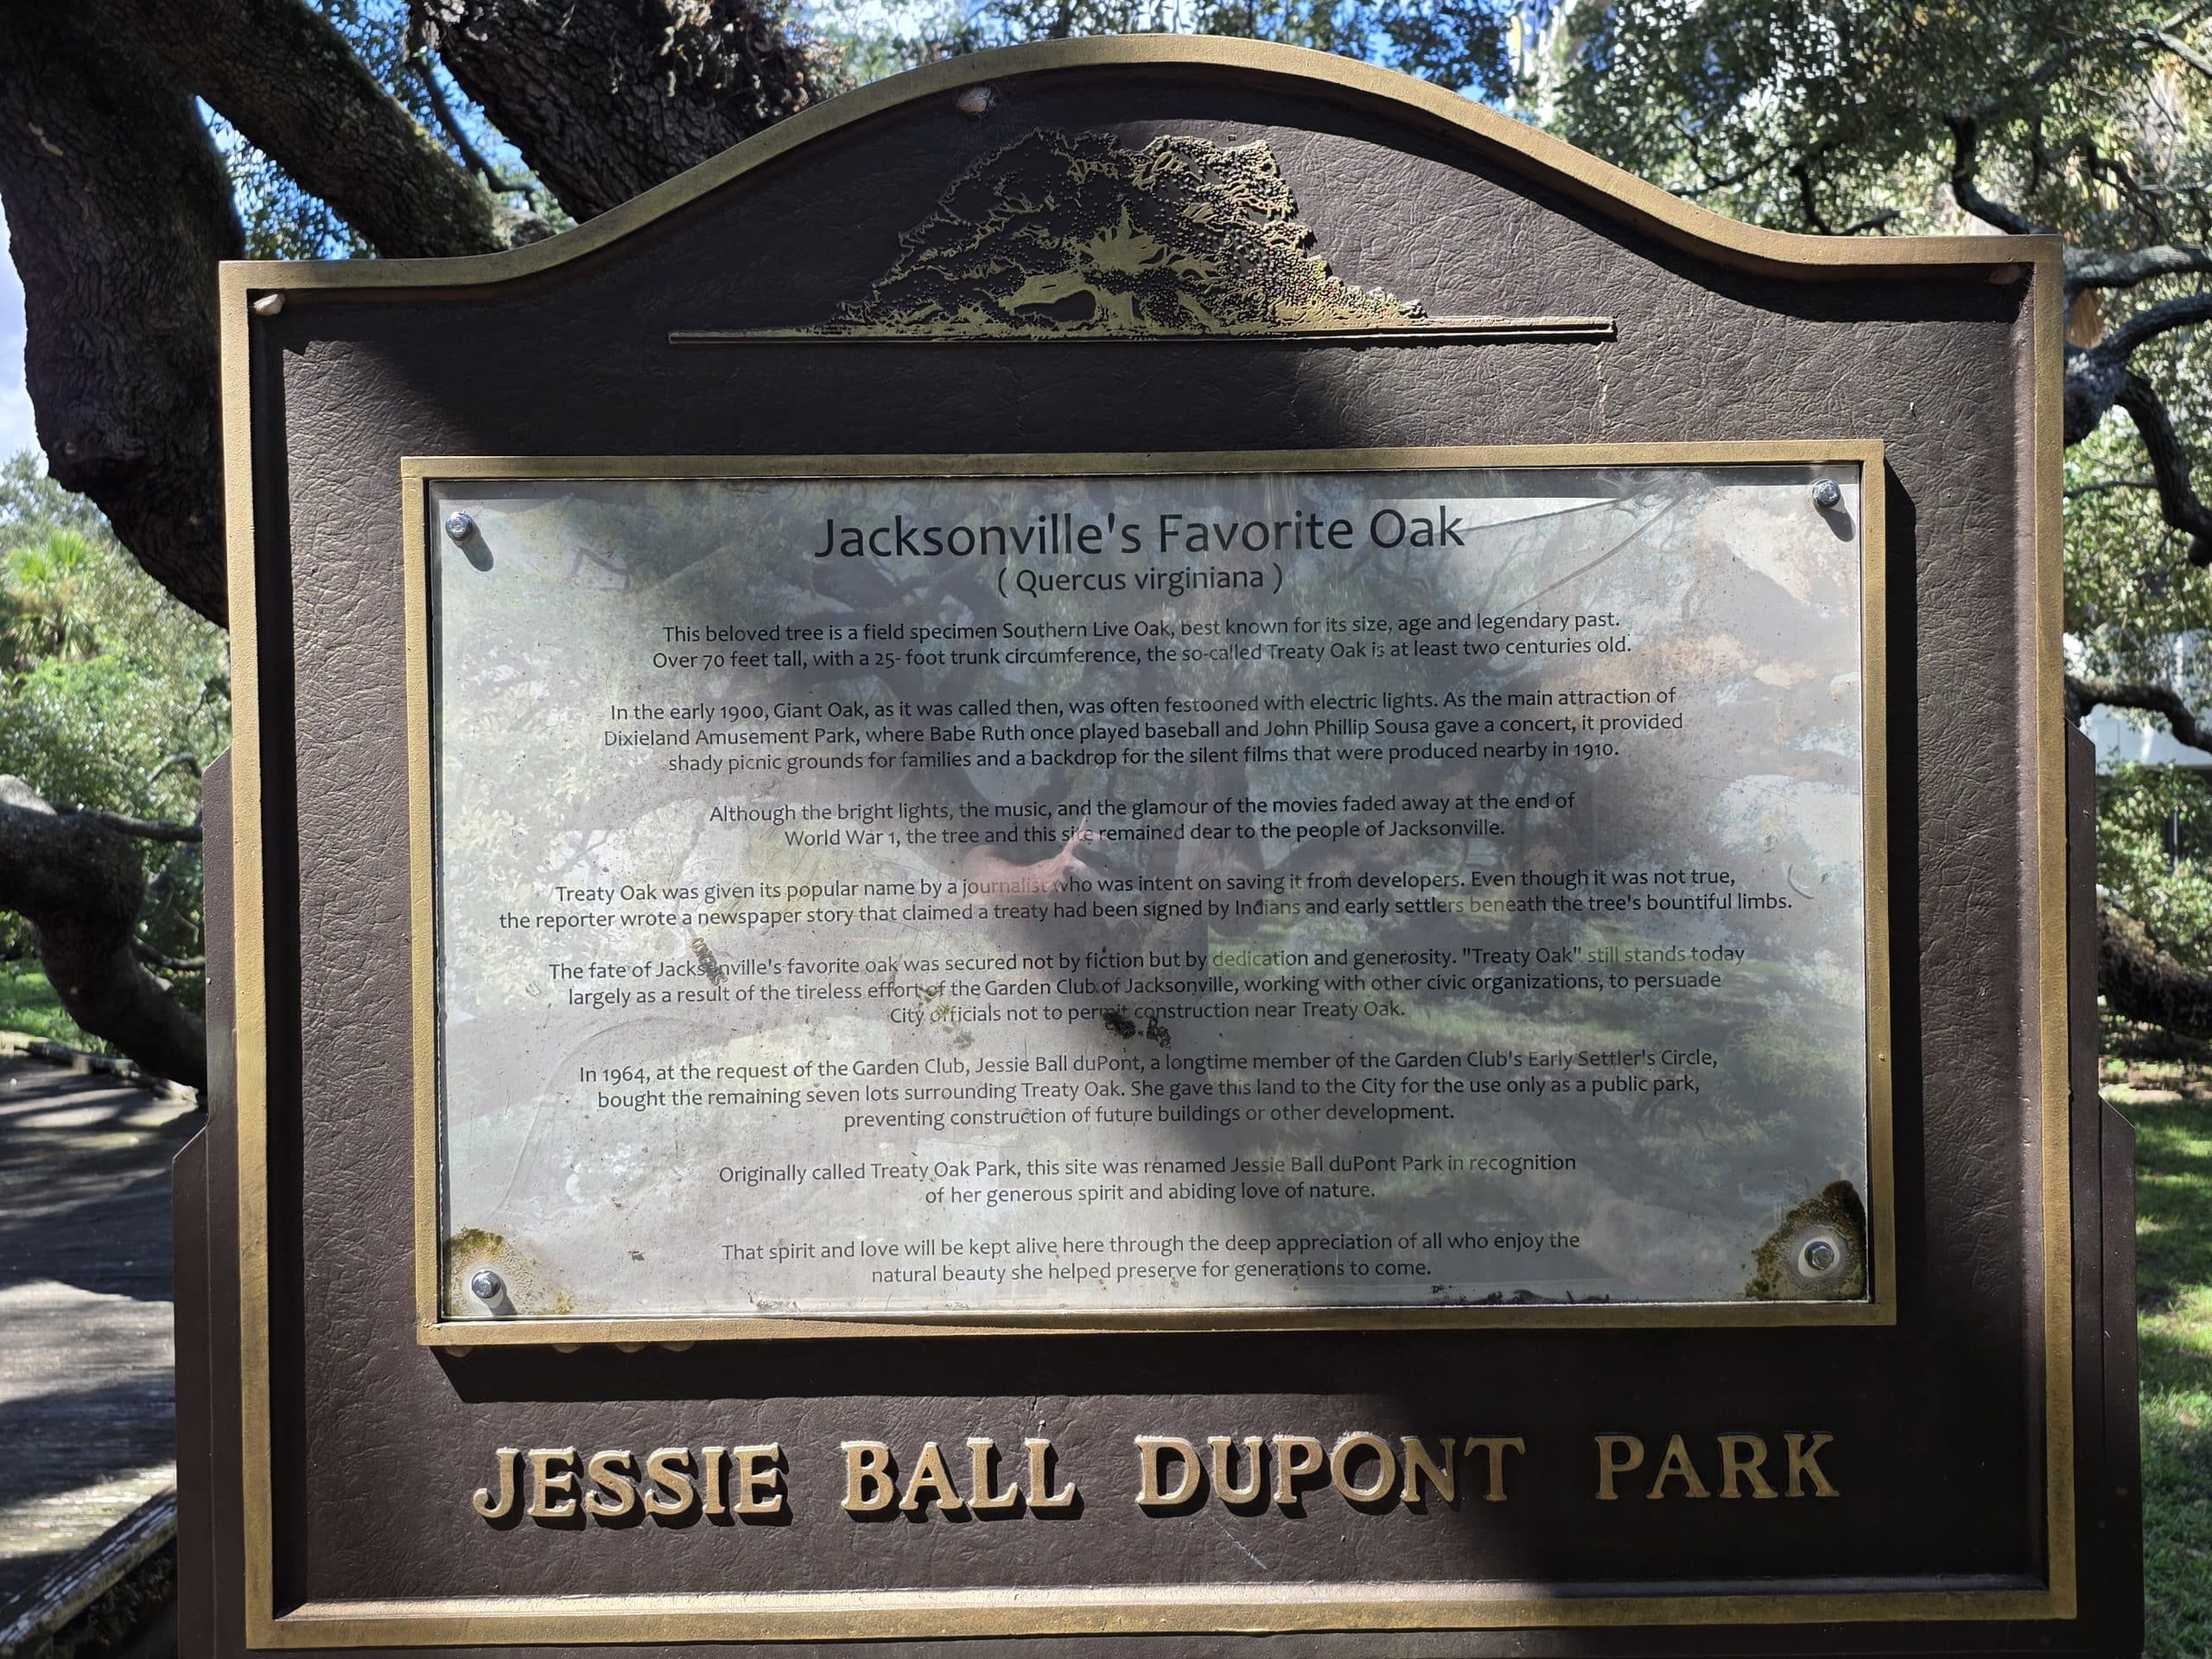 Jacksonville's Favorite Oak
( Quercus virginiana )
This beloved tree is a field specimen Southern Live Oak, best known for its size, age and legendary past.
Over 70 feet tall, with a 25- foot trunk circumference, the so-called Treaty Oak is at least two centuries old.
In the early 1900, Giant Oak, as it was called then, was often festooned with electric lights. As the main attraction of
Dixieland Amusement Park, where Babe Ruth once played baseball and John Phillip Sousa gave a concert, it provided
shady picnic grounds for families and a backdrop for the silent films that were produced nearby in 1910.
Although the bright lights, the music, and the glamour of the movies faded away at the end of
World War 1, the tree and this site remained dear to the people of Jacksonville.
Treaty Oak was given its popular name by a journalist who was intent on saving it from developers. Even though it was not true,
the reporter wrote a newspaper story that claimed a treaty had been signed by Indians and early settlers beneath the tree's bountiful limbs.
The fate of Jacksonville's favorite oak was secured not by fiction but by dedication and generosity. "Treaty Oak" still stands today
largely as a result of the tireless effort of the Garden Club of Jacksonville, working with other civic organizations, to persuade
City officials not to permit construction near Treaty Oak.
In 1964, at the request of the Garden Club, Jessie Ball duPont, a longtime member of the Garden Club's Early Settler's Circle,
bought the remaining seven lots surrounding Treaty Oak. She gave this land to the City for the use only as a public park,
preventing construction of future buildings or other development.
Originally called Treaty Oak Park, this site was renamed Jessie Ball duPont Park in recognition
of her generous spirit and abiding love of nature.
That spirit and love will be kept alive here through the deep appreciation of all who enjoy the
natural beauty she helped preserve for generations to come.
JESSIE BALL DUPONT PARK